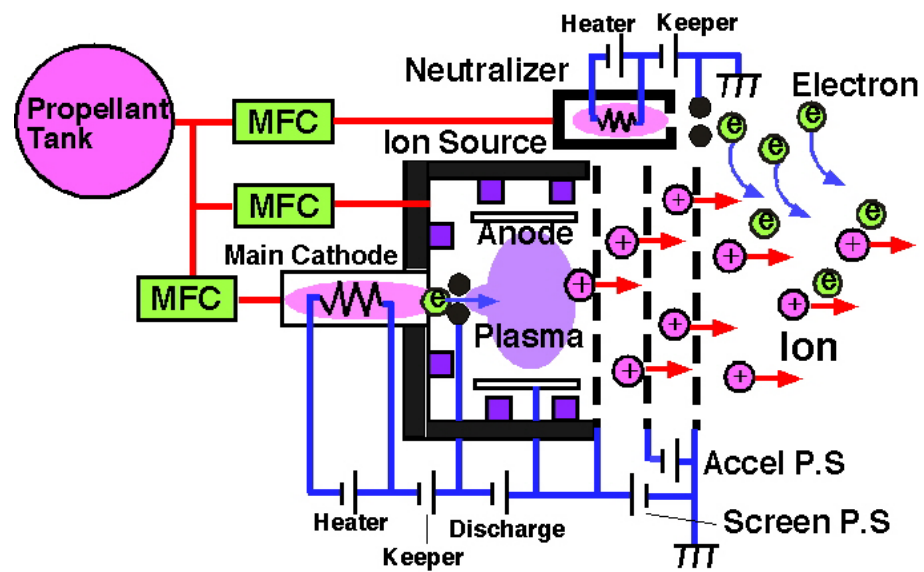 Heater Keeper
Neutralizer
Electron
Propellant
Tank
MFC
Ion Source
MFC
Anode
Main Cathode
MFC
Plasma
Ion
e
e
e
e
e
e
e
+
+
+
+
+
+
+
+
+
+
Accel P.S
Heater
Keeper
Discharge
Screen P.S